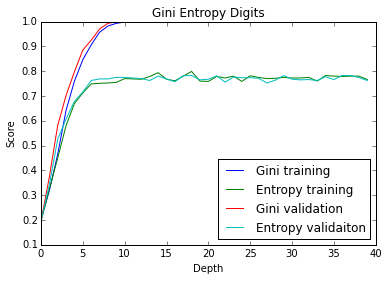 Gini Entropy Digits
1.0
0.9
0.8
0.7
0.6
0.5
0.4
0.3
0.2
0.1
Score
Gini training
Entropy training
Gini validation
Entropy validaiton
0 5 10 15 20 25 30 35 40
Depth